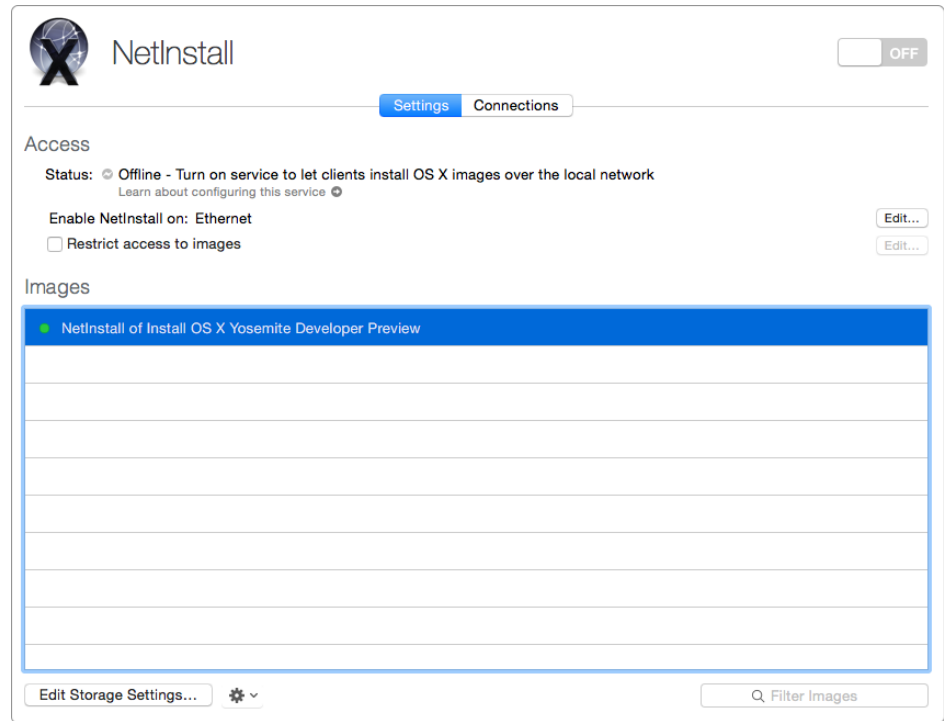 NetInstall
OFF
Settings Connections
Access
Status: Offline - Turn on service to let clients install OS X images over the local network
Learn about configuring this service
Enable NetInstall on: Ethernet Edit...
Restrict access to images Edit...
Images
NetInstall of Install OS X Yosemite Developer Preview
Edit Storage Settings... Filter Images